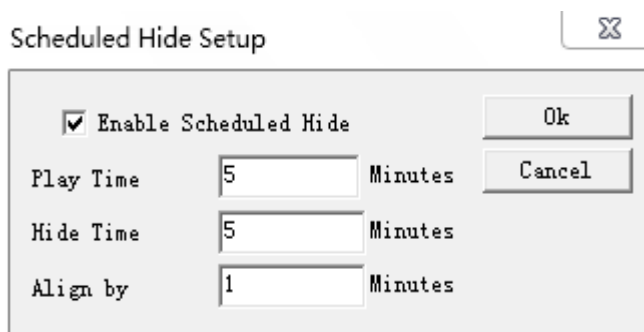 Scheduled Hide Setup
Enable Scheduled Hide
Ok
Play Time 5 Minutes
Cancel
Hide Time 5 Minutes
Align by 1 Minutes